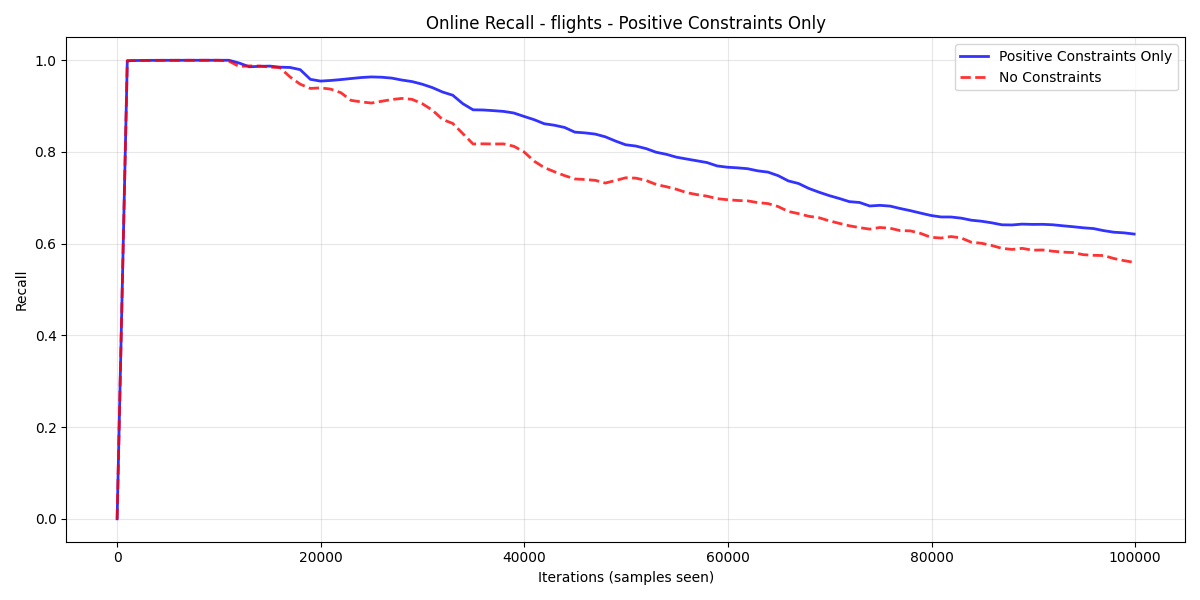 Online Recall - flights - Positive Constraints Only
Positive Constraints Only
No Constraints
Recall
1.0
0.8
0.6
0.4
0.2
0.0
0
20000
40000
60000
80000
100000
Iterations (samples seen)